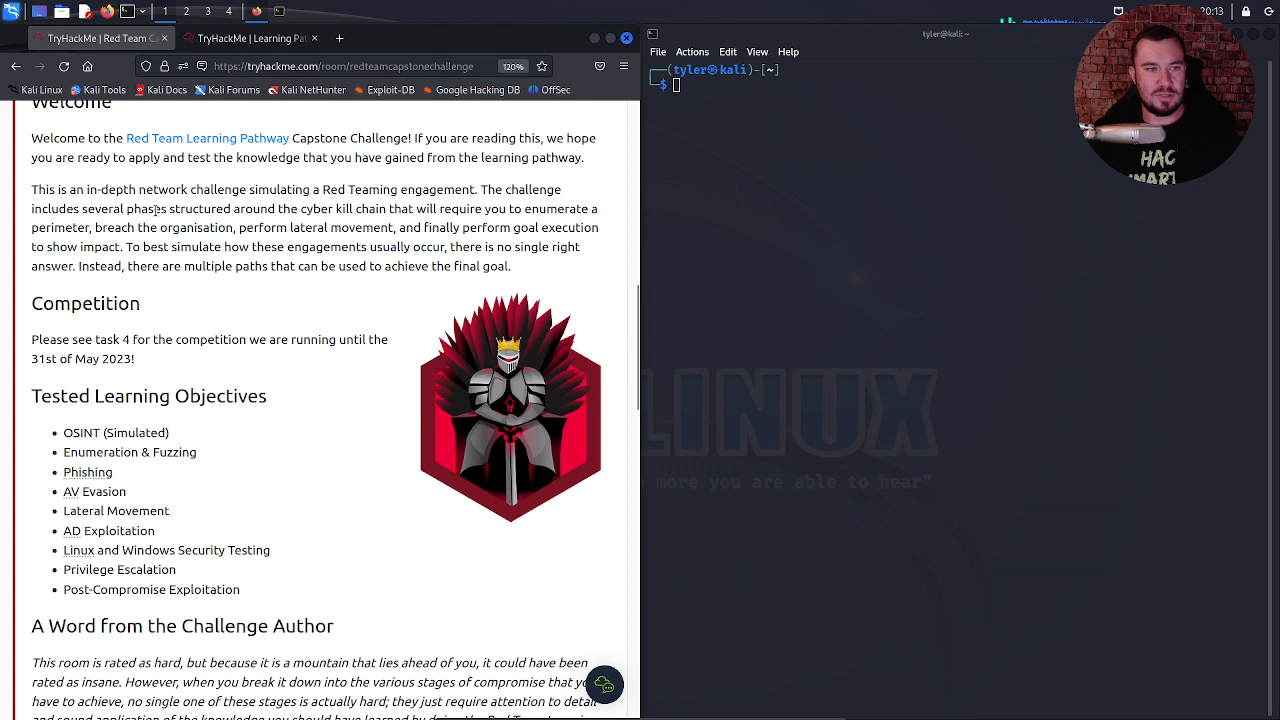 20:13
1 2 3 4
TryHackMe | Red Team Ca
TryHackMe | Learning Pat
tyler@kali: ~
https://tryhackme.com/room/redteamcapstonechallenge
120%
File Actions Edit View Help
Kali Linux Kali Tools Kali Docs Kali Forums Kali NetHunter Exploit-DB Google Hacking DB OffSec
┌──(tyler㉿kali)-[~]
└─$
Welcome
Welcome to the Red Team Learning Pathway Capstone Challenge! If you are reading this, we hope
you are ready to apply and test the knowledge that you have gained from the learning pathway.
This is an in-depth network challenge simulating a Red Teaming engagement. The challenge
includes several phases structured around the cyber kill chain that will require you to enumerate a
perimeter, breach the organisation, perform lateral movement, and finally perform goal execution
to show impact. To best simulate how these engagements usually occur, there is no single right
answer. Instead, there are multiple paths that can be used to achieve the final goal.
Competition
Please see task 4 for the competition we are running until the
31st of May 2023!
Tested Learning Objectives
• OSINT (Simulated)
• Enumeration & Fuzzing
• Phishing
• AV Evasion
• Lateral Movement
• AD Exploitation
• Linux and Windows Security Testing
• Privilege Escalation
• Post-Compromise Exploitation
A Word from the Challenge Author
This room is rated as hard, but because it is a mountain that lies ahead of you, it could have been
rated as insane. However, when you break it down into the various stages of compromise that you
have to achieve, no single one of these stages is actually hard; they just require attention to detail
LINUX
more you are able to hear"
HAC
SMART